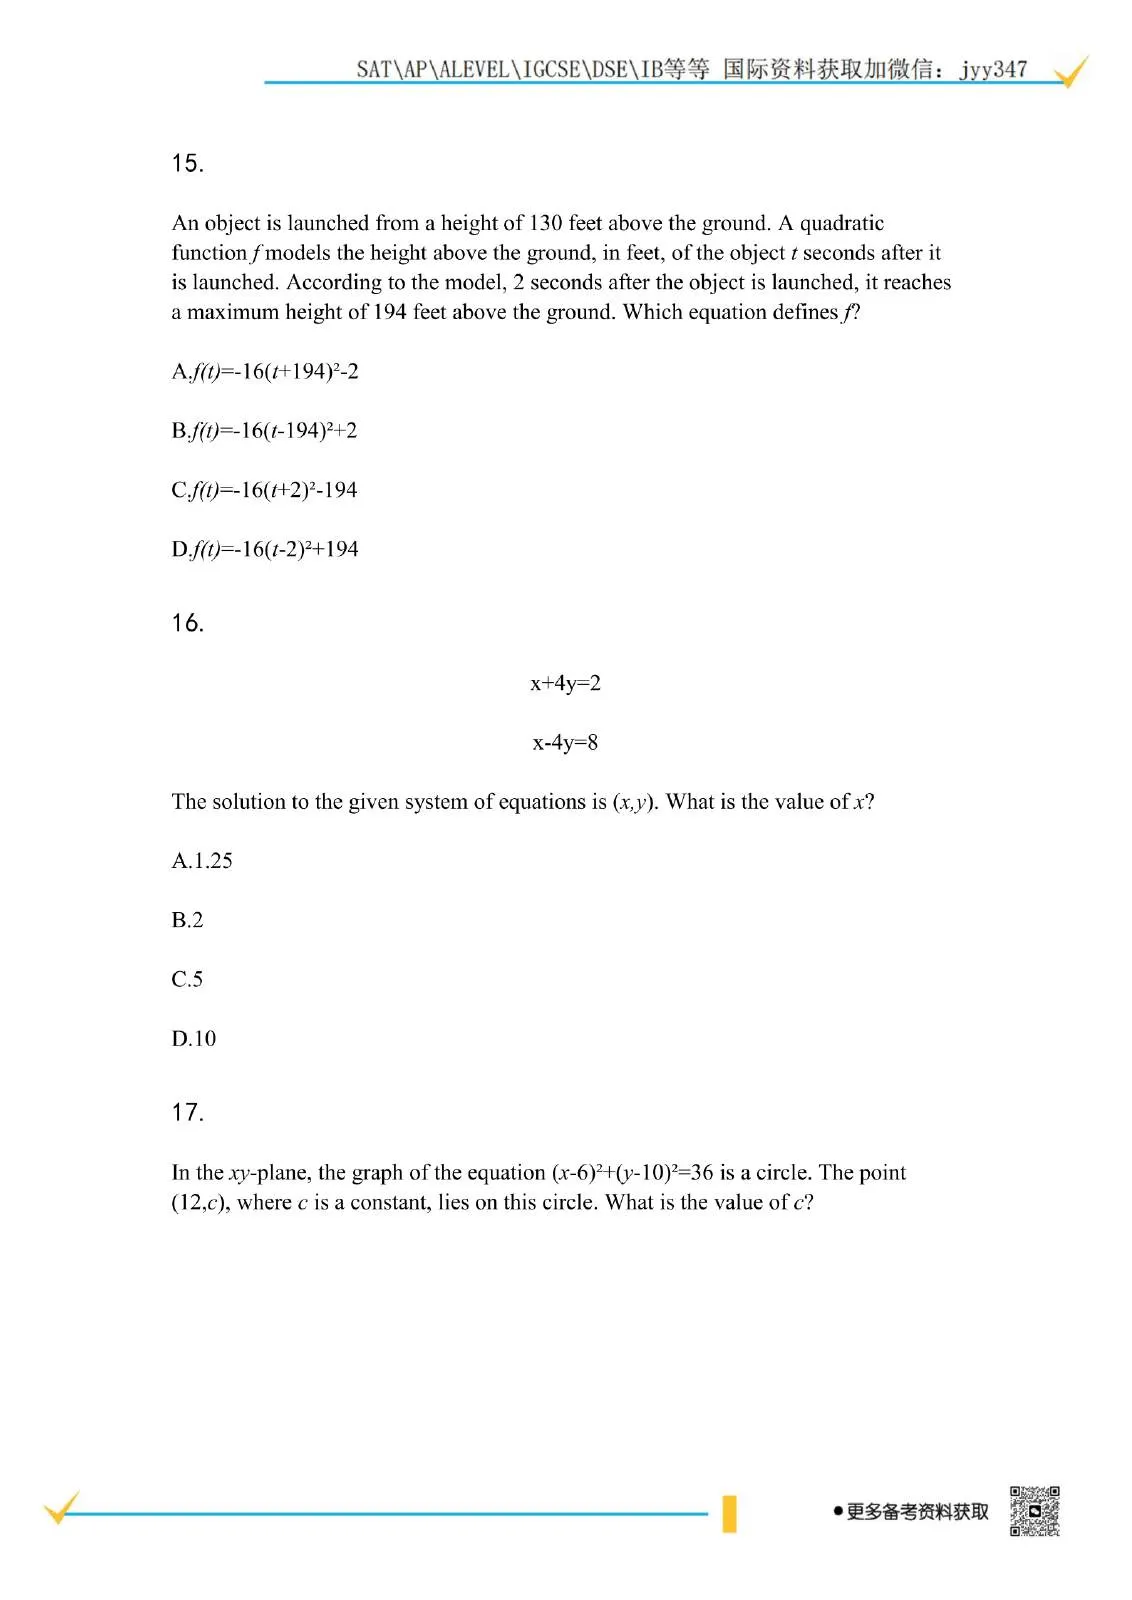 SAT\AP\ALEVEL\IGCSE\DSE\IB等等 国际资料获取加微信：jyy347
15.
An object is launched from a height of 130 feet above the ground. A quadratic
function f models the height above the ground, in feet, of the object t seconds after it
is launched. According to the model, 2 seconds after the object is launched, it reaches
a maximum height of 194 feet above the ground. Which equation defines f?
A.f(t)=-16(t+194)²-2
B.f(t)=-16(t-194)²+2
C.f(t)=-16(t+2)²-194
D.f(t)=-16(t-2)²+194
16.
x+4y=2
x-4y=8
The solution to the given system of equations is (x,y). What is the value of x?
A.1.25
B.2
C.5
D.10
17.
In the xy-plane, the graph of the equation (x-6)²+(y-10)²=36 is a circle. The point
(12,c), where c is a constant, lies on this circle. What is the value of c?
●更多备考资料获取